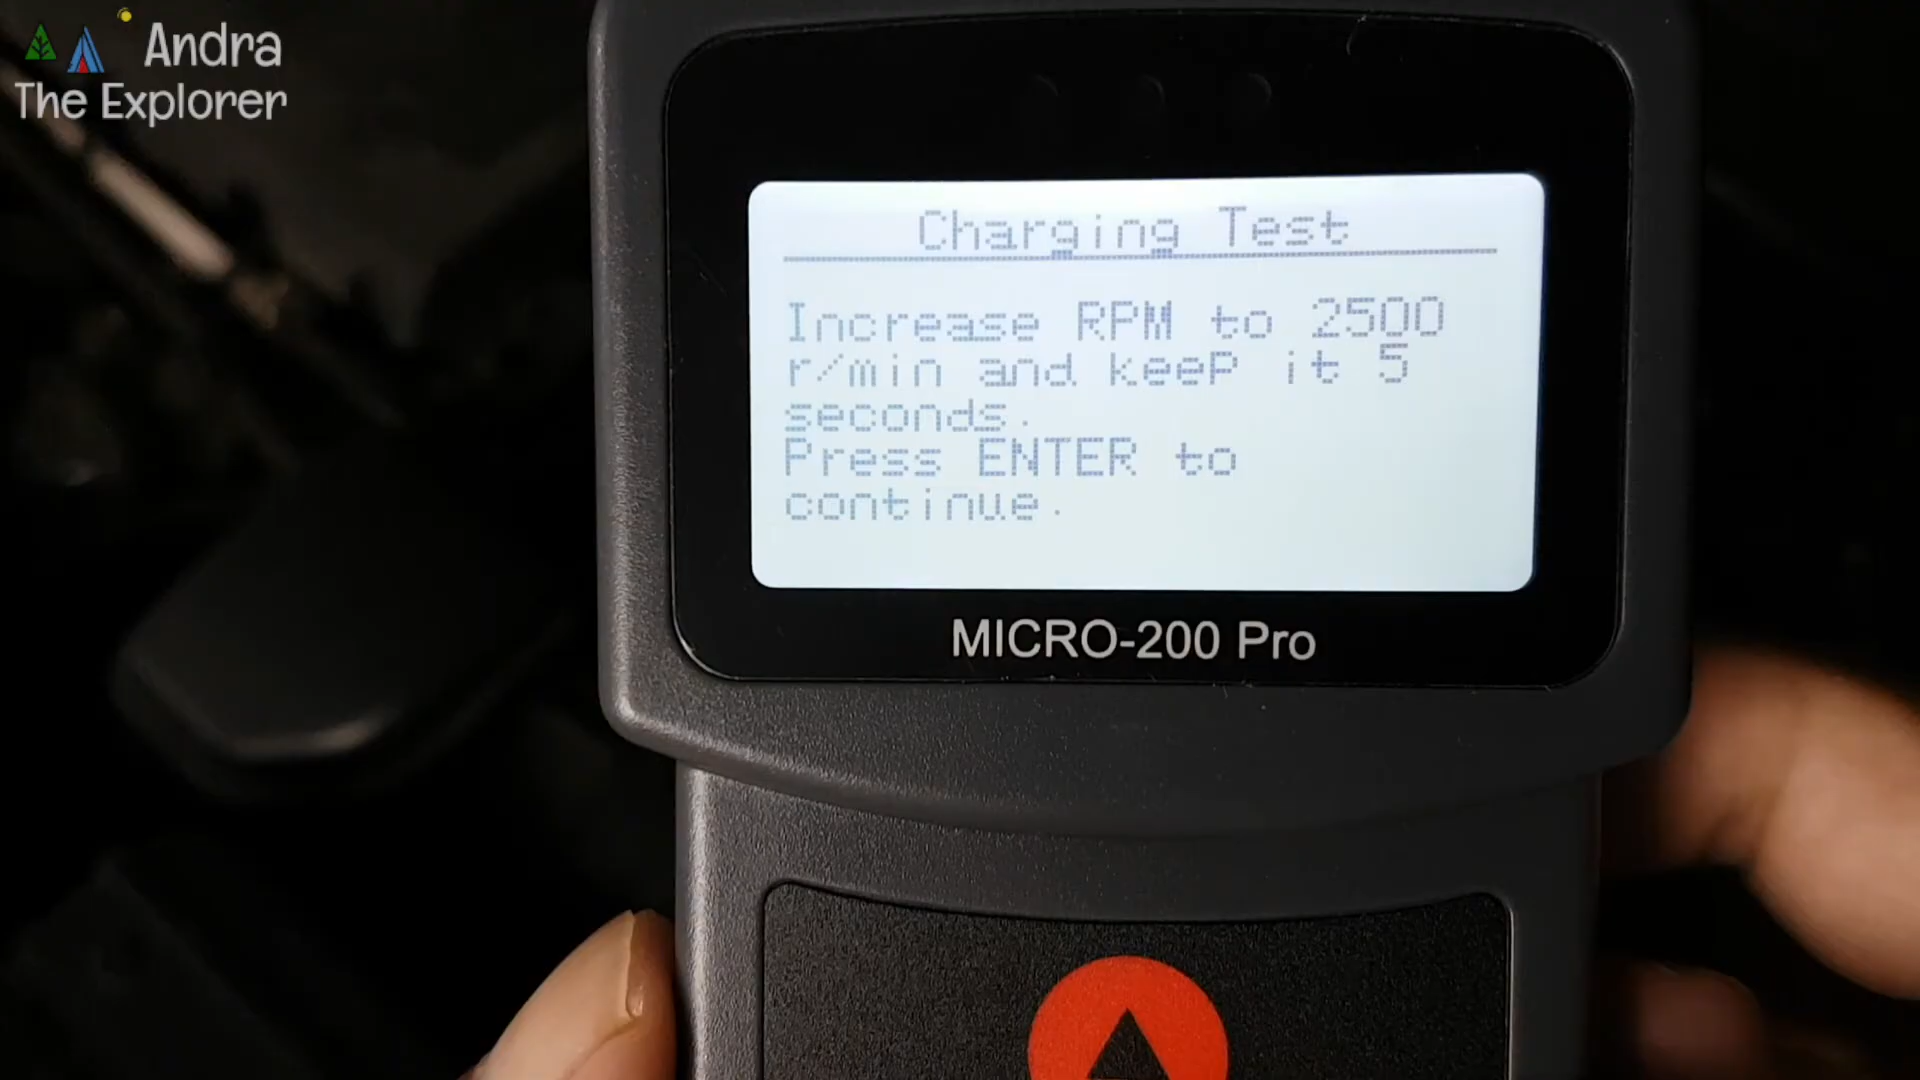 Andra
The Explorer
Charging Test
Increase RPM to 2500
r/min and keep it 5
seconds.
Press ENTER to
continue.
MICRO-200 Pro